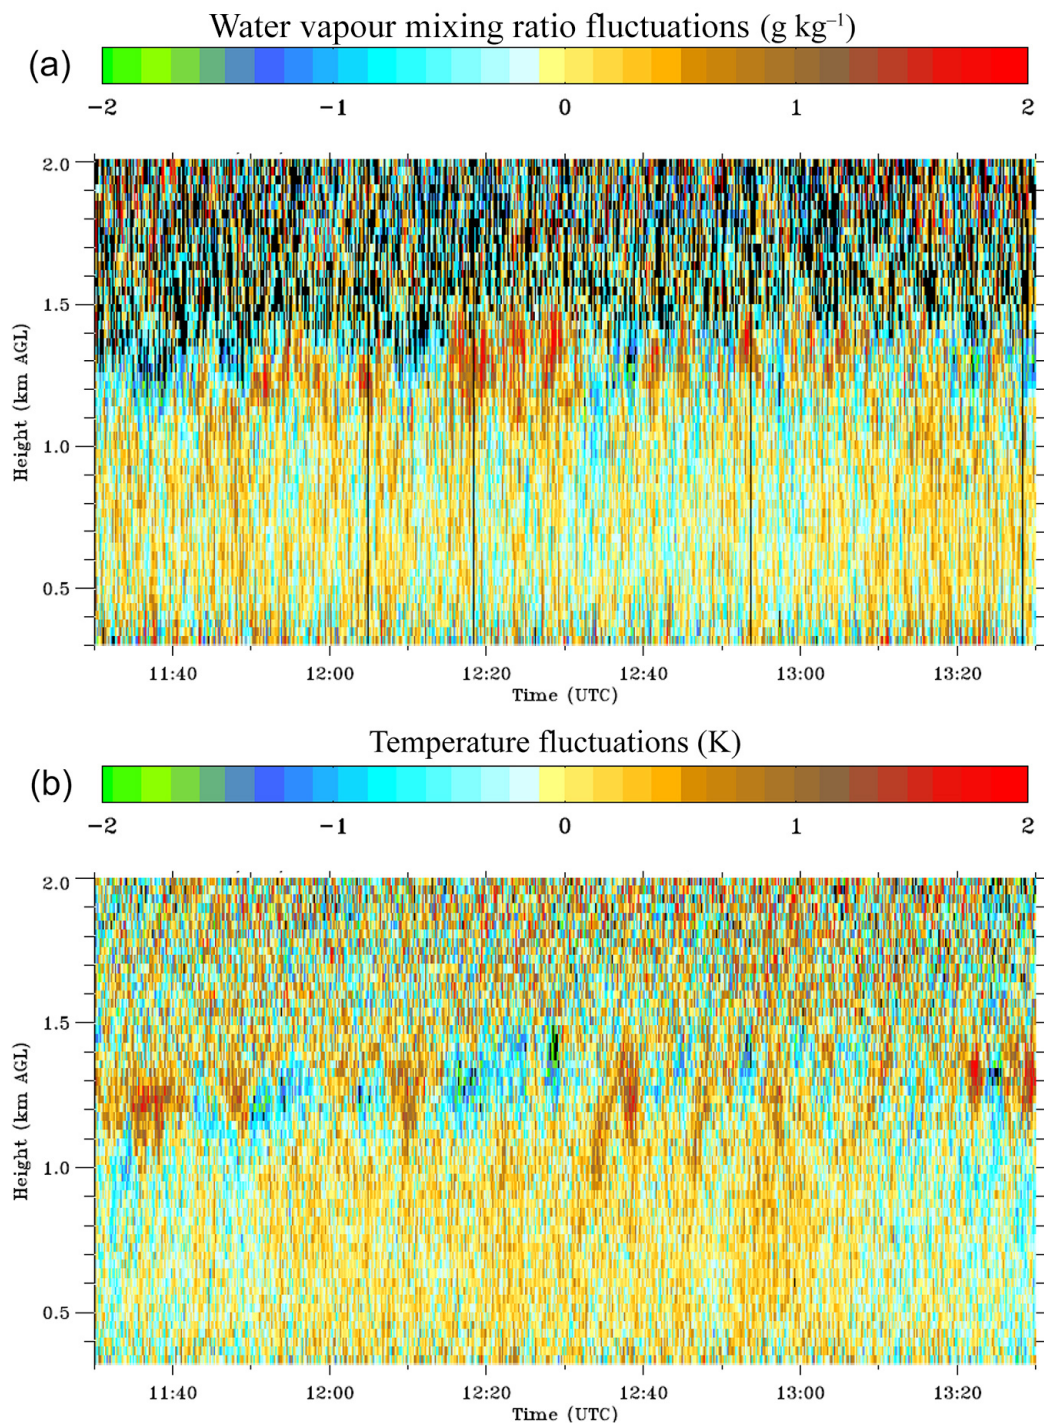 Water vapour mixing ratio fluctuations (g kg⁻¹)
(a)
−2 −1 0 1 2
2.0
1.5
1.0
0.5
Height (km AGL)
11:40 12:00 12:20 12:40 13:00 13:20
Time (UTC)
Temperature fluctuations (K)
(b)
−2 −1 0 1 2
2.0
1.5
1.0
0.5
Height (km AGL)
11:40 12:00 12:20 12:40 13:00 13:20
Time (UTC)